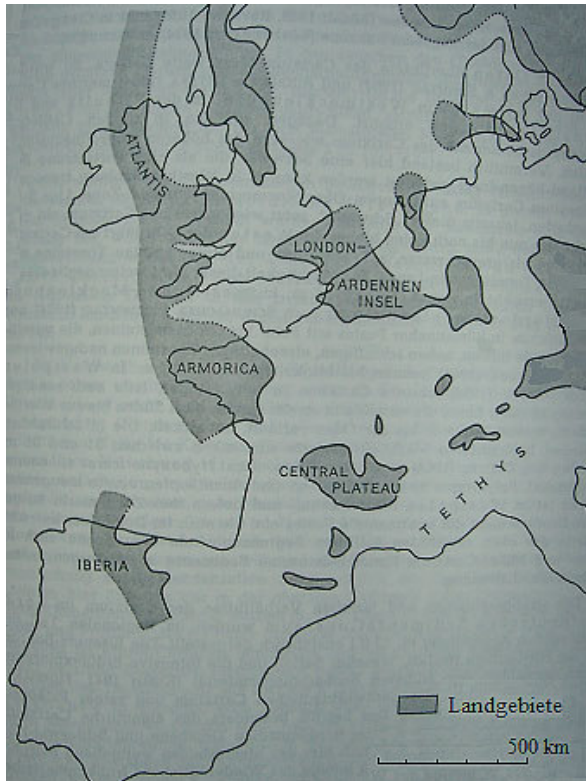 ATLANTIS
LONDON-
ARDENNEN
INSEL
ARMORICA
CENTRAL
PLATEAU
TETHYS
IBERIA
Landgebiete
500 km